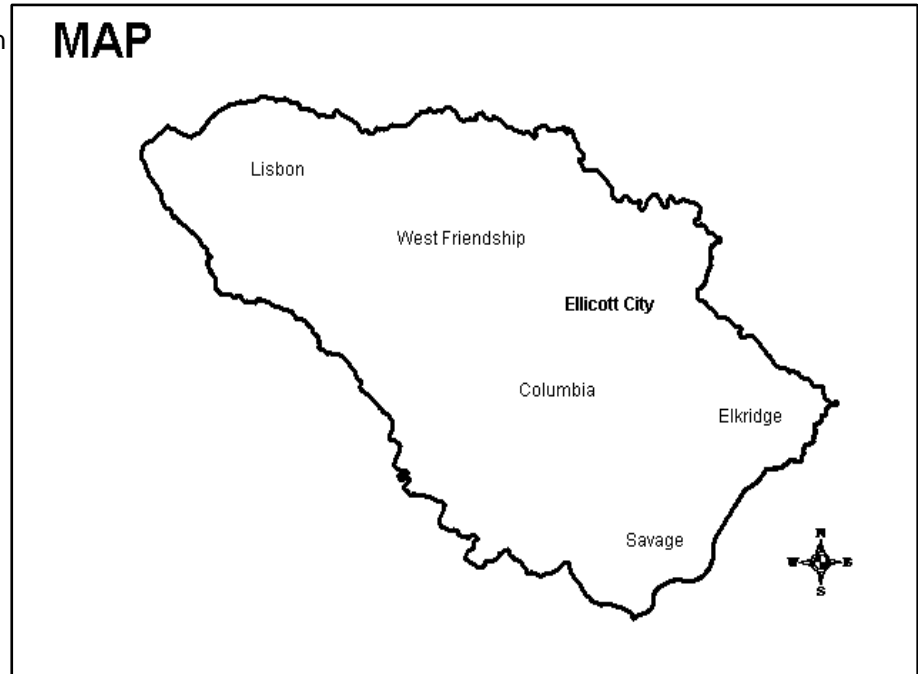 n
MAP
Lisbon
West Friendship
Ellicott City
Columbia
Elkridge
Savage
N
W E
S